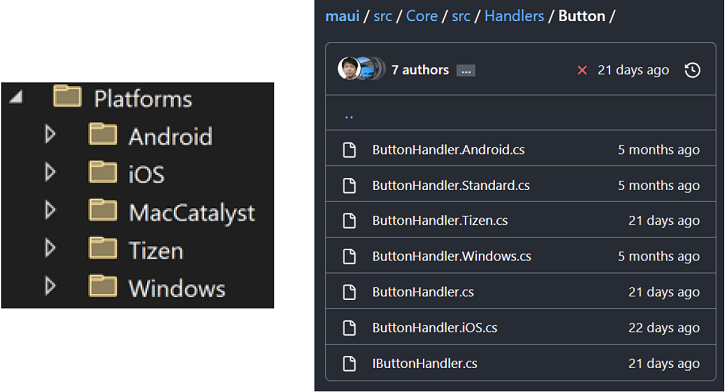 Platforms
Android
iOS
MacCatalyst
Tizen
Windows
maui / src / Core / src / Handlers / Button /
7 authors ... 21 days ago
..
ButtonHandler.Android.cs 5 months ago
ButtonHandler.Standard.cs 5 months ago
ButtonHandler.Tizen.cs 21 days ago
ButtonHandler.Windows.cs 5 months ago
ButtonHandler.cs 21 days ago
ButtonHandler.iOS.cs 22 days ago
IButtonHandler.cs 21 days ago